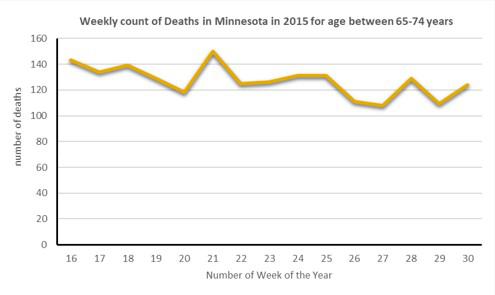 Weekly count of Deaths in Minnesota in 2015 for age between 65-74 years
160
140
120
100
80
60
40
20
0
number of deaths
16 17 18 19 20 21 22 23 24 25 26 27 28 29 30
Number of Week of the Year